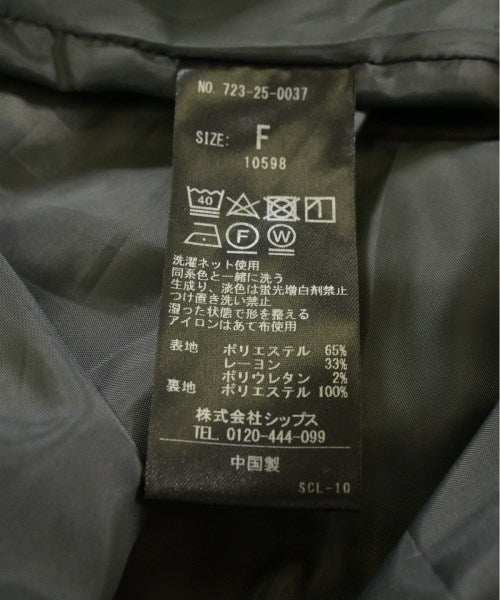 NO. 723-25-0037
SIZE: F
10598
40
F W
洗濯ネット使用
同系色と一緒に洗う
生成り、淡色は蛍光増白剤禁止
つけ置き洗い禁止
湿った状態で形を整える
アイロンはあて布使用
表地 ポリエステル 65%
レーヨン 33%
ポリウレタン 2%
裏地 ポリエステル 100%
株式会社シップス
TEL. 0120-444-099
中国製
SCL-10